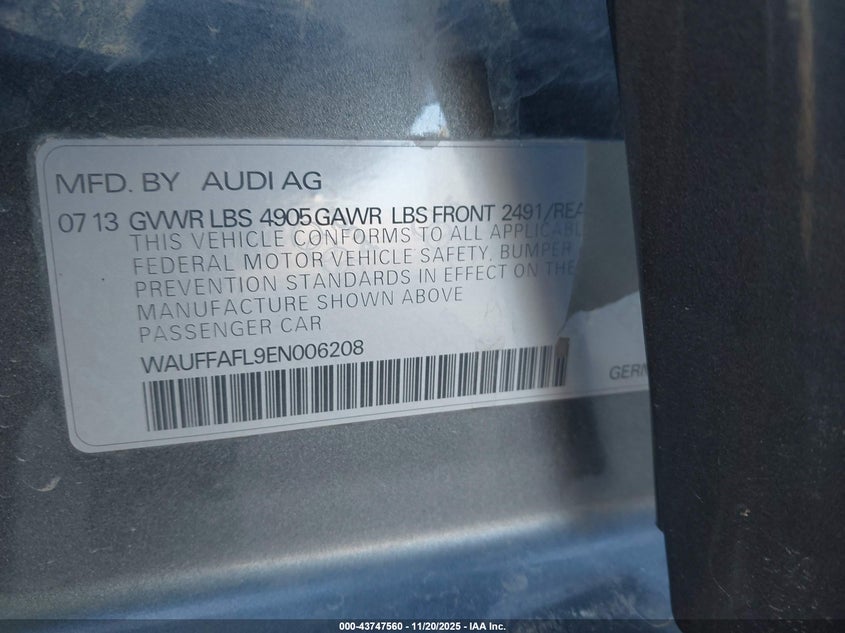 MFD. BY AUDI AG
07 13 GVWR LBS 4905 GAWR LBS FRONT 2491/REA
THIS VEHICLE CONFORMS TO ALL APPLICABL
FEDERAL MOTOR VEHICLE SAFETY, BUMPER
PREVENTION STANDARDS IN EFFECT ON THE
MANUFACTURE SHOWN ABOVE
PASSENGER CAR
WAUFFAFL9EN006208
GERM
000-43747560 - 11/20/2025 - IAA Inc.